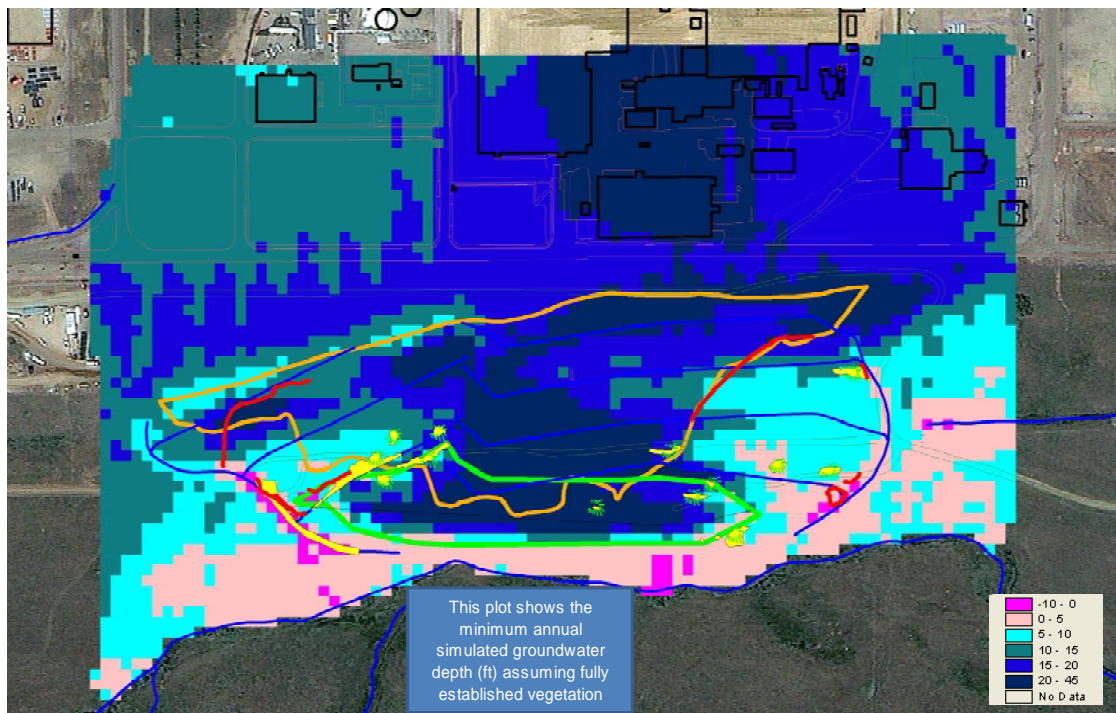 This plot shows the
minimum annual
simulated groundwater
depth (ft) assuming fully
established vegetation
-10 - 0
0 - 5
5 - 10
10 - 15
15 - 20
20 - 45
No Data